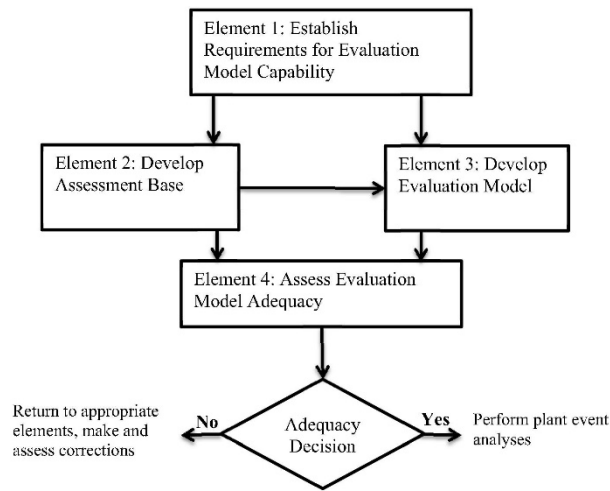 Element 1: Establish
Requirements for Evaluation
Model Capability
Element 2: Develop
Assessment Base
Element 3: Develop
Evaluation Model
Element 4: Assess Evaluation
Model Adequacy
Adequacy
Decision
No
Return to appropriate
elements, make and
assess corrections
Yes
Perform plant event
analyses